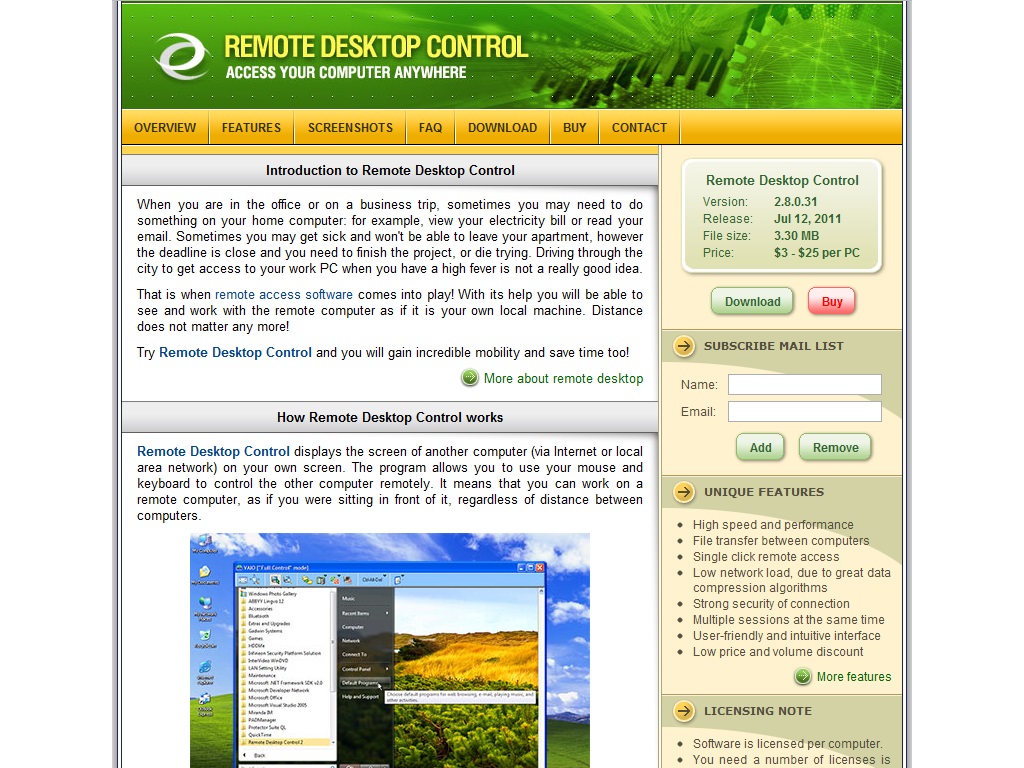 REMOTE DESKTOP CONTROL
ACCESS YOUR COMPUTER ANYWHERE
OVERVIEW FEATURES SCREENSHOTS FAQ DOWNLOAD BUY CONTACT
Introduction to Remote Desktop Control
When you are in the office or on a business trip, sometimes you may need to do
something on your home computer: for example, view your electricity bill or read your
email. Sometimes you may get sick and won't be able to leave your apartment, however
the deadline is close and you need to finish the project, or die trying. Driving through the
city to get access to your work PC when you have a high fever is not a really good idea.
That is when remote access software comes into play! With its help you will be able to
see and work with the remote computer as if it is your own local machine. Distance
does not matter any more!
Try Remote Desktop Control and you will gain incredible mobility and save time too!
More about remote desktop
How Remote Desktop Control works
Remote Desktop Control displays the screen of another computer (via Internet or local
area network) on your own screen. The program allows you to use your mouse and
keyboard to control the other computer remotely. It means that you can work on a
remote computer, as if you were sitting in front of it, regardless of distance between
computers.
VAIO ["Full Control" mode]
Ctrl-Alt-Del
Windows Photo Gallery
ABBYY Lingvo 12
Accessories
Bluetooth
Extras and Upgrades
Godwin Systems
Games
HDDlife
Infineon Security Platform Solution
InterVideo WinDVD
LAN Setting Utility
Maintenance
Microsoft .NET Framework SDK v2.0
Microsoft Developer Network
Microsoft Office
Microsoft Visual Studio 2005
Miranda IM
PADManager
Protector Suite QL
QuickTime
Remote Desktop Control 2
Back
Music
Recent Items
Computer
Network
Connect To
Control Panel
Default Programs
Help and Support
Choose default programs for web browsing, e-mail, playing music, and
other activities.
Remote Desktop Control
Version: 2.8.0.31
Release: Jul 12, 2011
File size: 3.30 MB
Price: $3 - $25 per PC
Download Buy
SUBSCRIBE MAIL LIST
Name:
Email:
Add Remove
UNIQUE FEATURES
High speed and performance
File transfer between computers
Single click remote access
Low network load, due to great data
compression algorithms
Strong security of connection
Multiple sessions at the same time
User-friendly and intuitive interface
Low price and volume discount
More features
LICENSING NOTE
Software is licensed per computer.
You need a number of licenses is